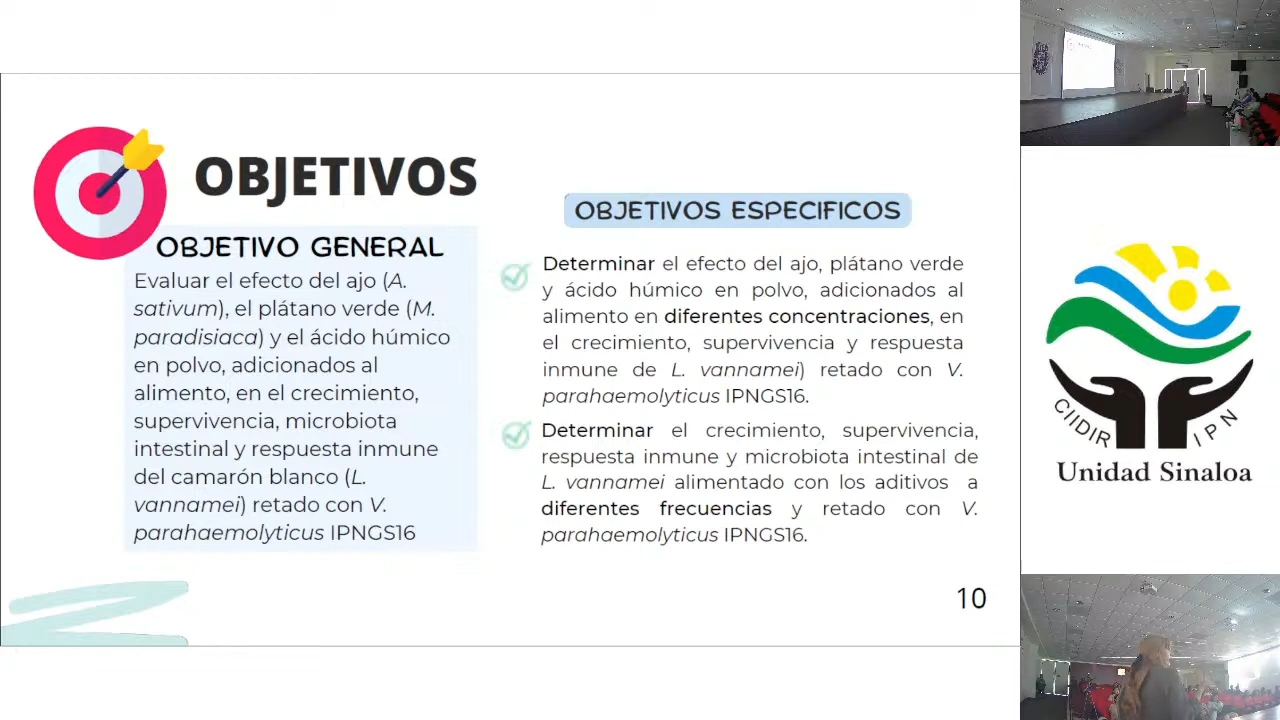 OBJETIVOS
OBJETIVO GENERAL
Evaluar el efecto del ajo (A.
sativum), el plátano verde (M.
paradisiaca) y el ácido húmico
en polvo, adicionados al
alimento, en el crecimiento,
supervivencia, microbiota
intestinal y respuesta inmune
del camarón blanco (L.
vannamei) retado con V.
parahaemolyticus IPNGS16
OBJETIVOS ESPECIFICOS
Determinar el efecto del ajo, plátano verde
y ácido húmico en polvo, adicionados al
alimento en diferentes concentraciones, en
el crecimiento, supervivencia y respuesta
inmune de L. vannamei) retado con V.
parahaemolyticus IPNGS16.
Determinar el crecimiento, supervivencia,
respuesta inmune y microbiota intestinal de
L. vannamei alimentado con los aditivos a
diferentes frecuencias y retado con V.
parahaemolyticus IPNGS16.
10
CIIDIR IPN
Unidad Sinaloa